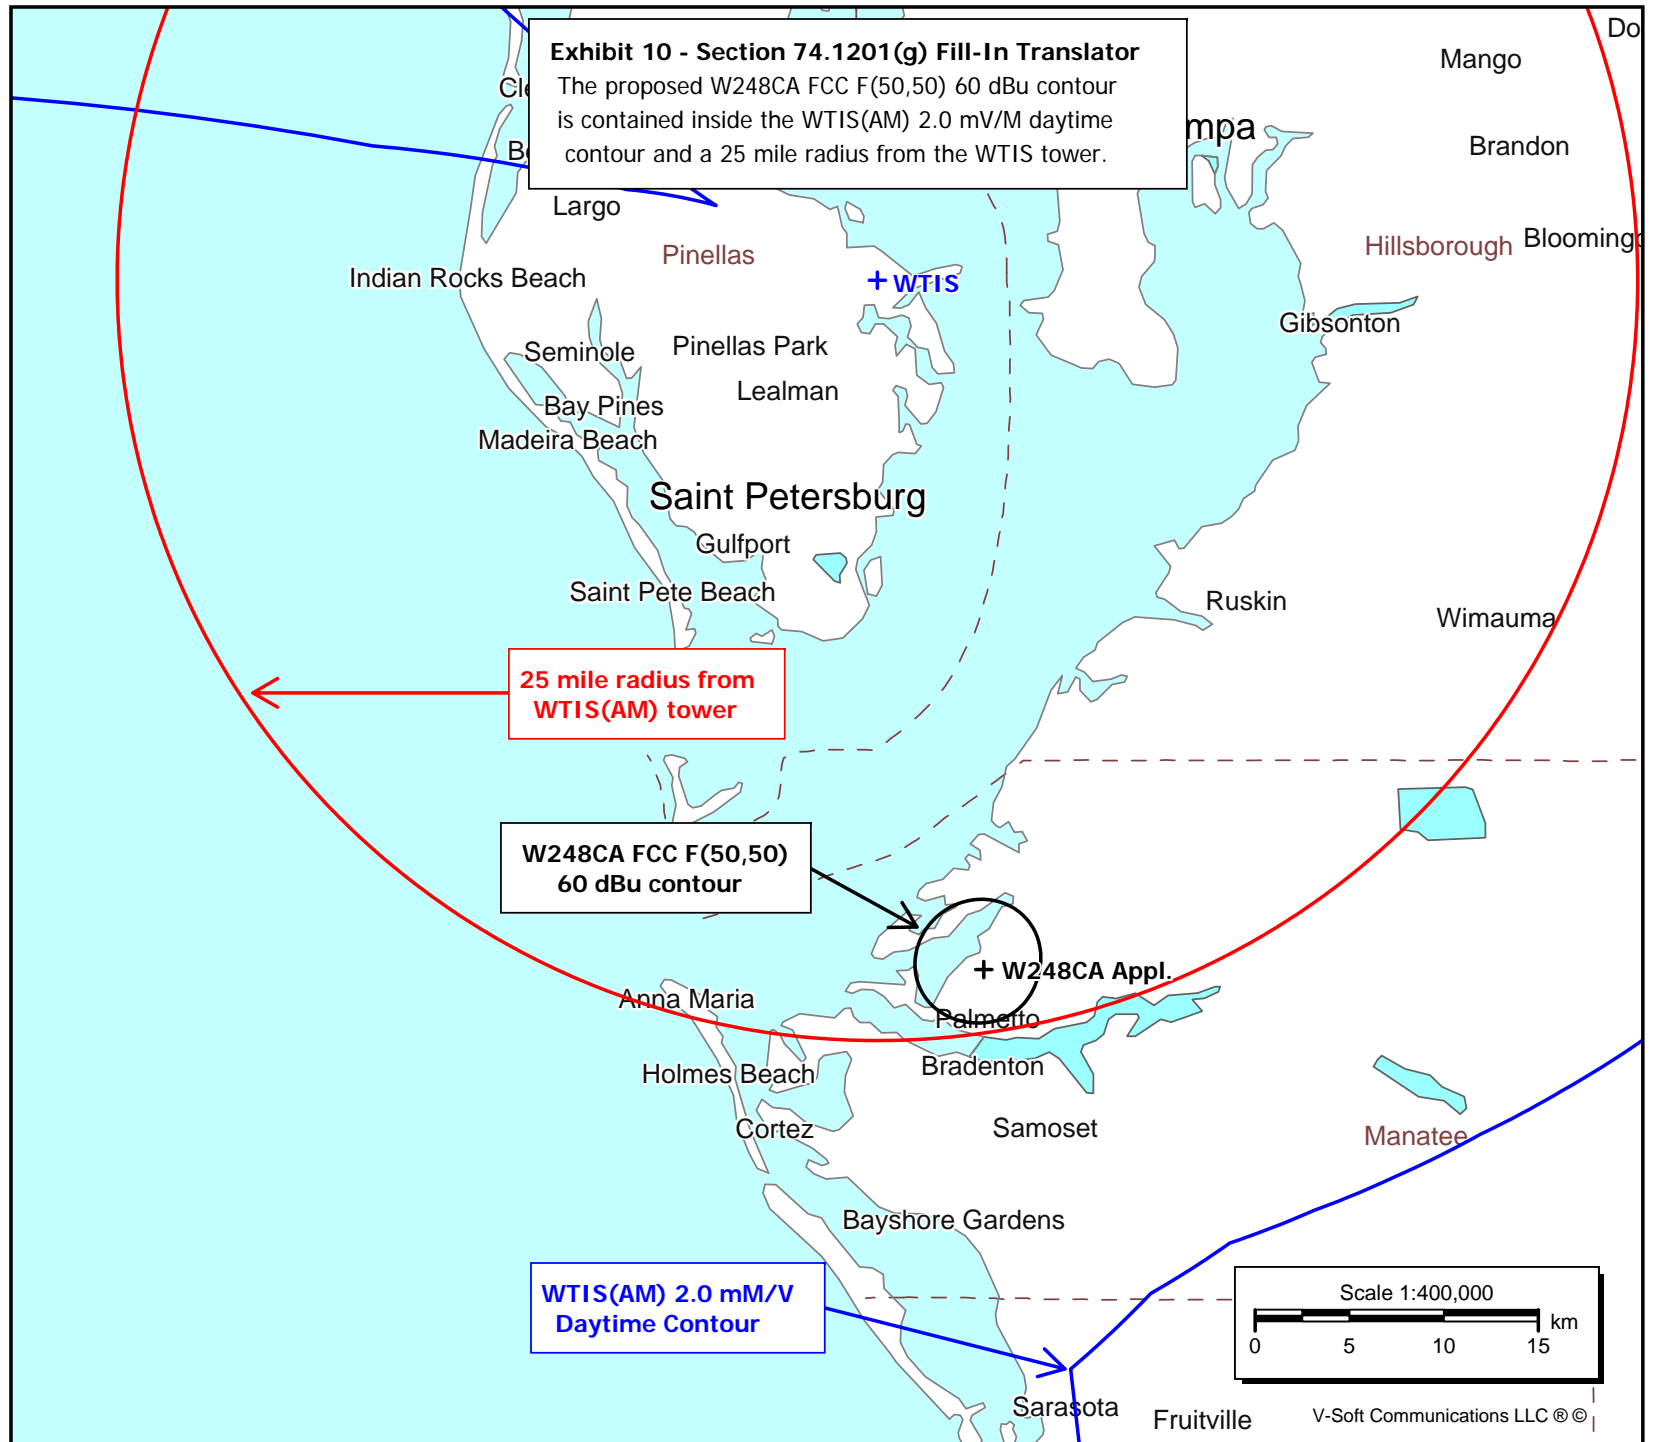 Exhibit 10 - Section 74.1201(g) Fill-In Translator
The proposed W248CA FCC F(50,50) 60 dBu contour
is contained inside the WTIS(AM) 2.0 mV/M daytime
contour and a 25 mile radius from the WTIS tower.
Do
Mango
Cle
mpa
Brandon
Be
Largo
Pinellas
Hillsborough
Blooming
Indian Rocks Beach
WTIS
Gibsonton
Seminole
Pinellas Park
Lealman
Bay Pines
Madeira Beach
Saint Petersburg
Gulfport
Saint Pete Beach
Ruskin
Wimauma
25 mile radius from
WTIS(AM) tower
W248CA FCC F(50,50)
60 dBu contour
W248CA Appl.
Anna Maria
Palmetto
Bradenton
Holmes Beach
Cortez
Samoset
Manatee
Bayshore Gardens
WTIS(AM) 2.0 mM/V
Daytime Contour
Scale 1:400,000
km
0 5 10 15
Sarasota
Fruitville
V-Soft Communications LLC ® ©